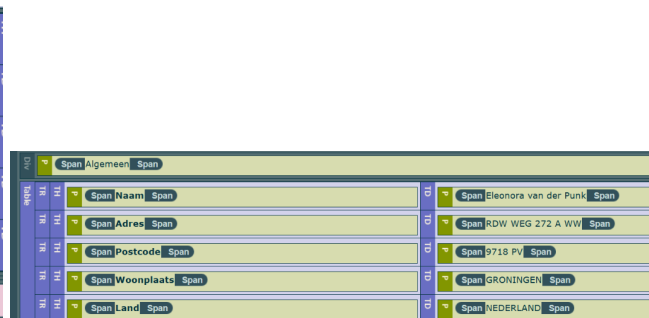 Div P Span Algemeen Span
Table TR TH P Span Naam Span TD P Span Eleonora van der Punk Span
TR TH P Span Adres Span TD P Span RDW WEG 272 A WW Span
TR TH P Span Postcode Span TD P Span 9718 PV Span
TR TH P Span Woonplaats Span TD P Span GRONINGEN Span
TR TH P Span Land Span TD P Span NEDERLAND Span